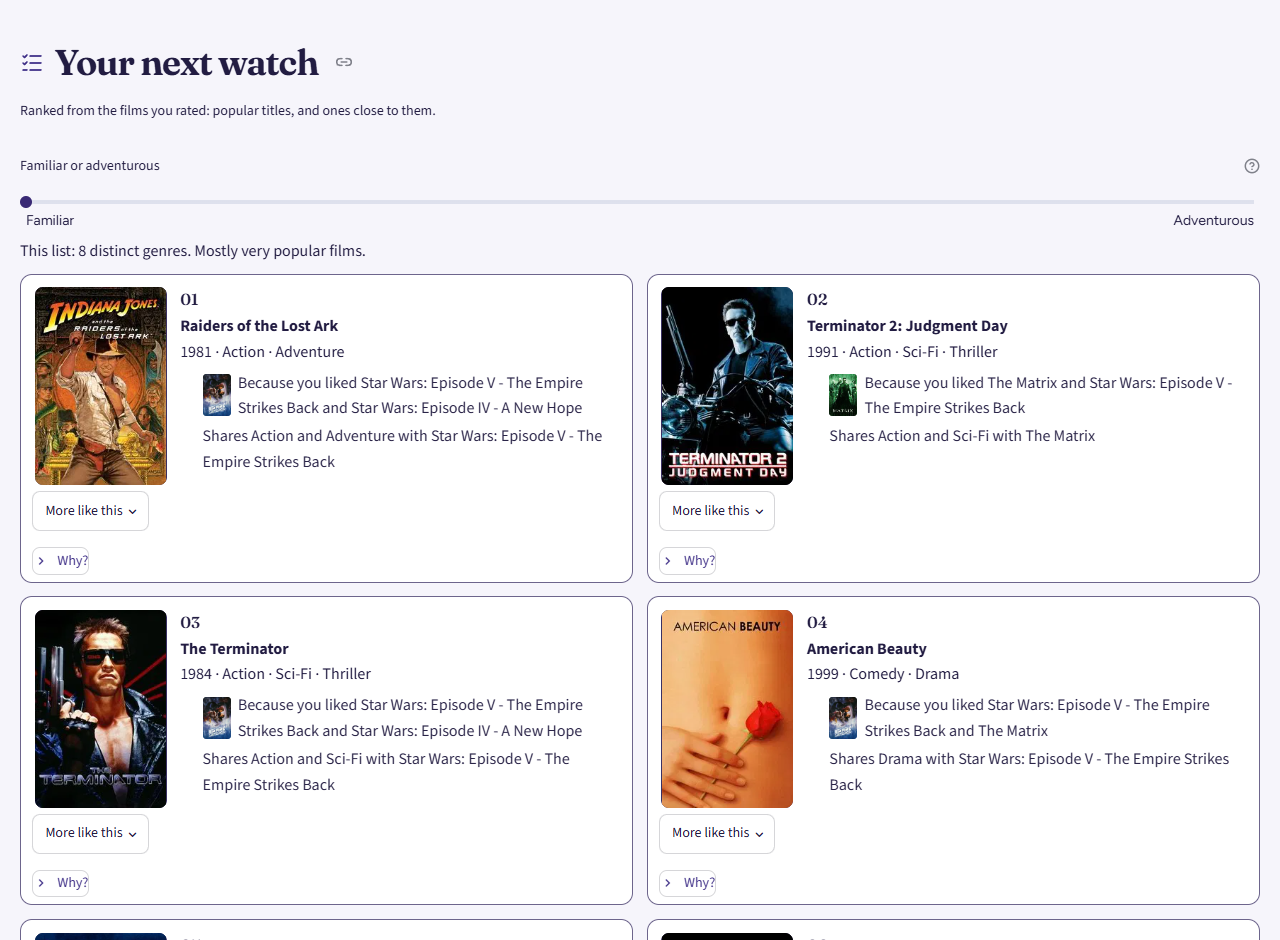 Your next watch
Ranked from the films you rated: popular titles, and ones close to them.
Familiar or adventurous
Familiar
Adventurous
This list: 8 distinct genres. Mostly very popular films.
INDIANA JONES
and the
RAIDERS of the
LOST ARK
01
Raiders of the Lost Ark
1981 · Action · Adventure
Because you liked Star Wars: Episode V - The Empire
Strikes Back and Star Wars: Episode IV - A New Hope
Shares Action and Adventure with Star Wars: Episode V - The
Empire Strikes Back
More like this
Why?
TERMINATOR 2
JUDGMENT DAY
02
Terminator 2: Judgment Day
1991 · Action · Sci-Fi · Thriller
MATRIX
Because you liked The Matrix and Star Wars: Episode V -
The Empire Strikes Back
Shares Action and Sci-Fi with The Matrix
More like this
Why?
THE
TERMINATOR
03
The Terminator
1984 · Action · Sci-Fi · Thriller
Because you liked Star Wars: Episode V - The Empire
Strikes Back and Star Wars: Episode IV - A New Hope
Shares Action and Sci-Fi with Star Wars: Episode V - The
Empire Strikes Back
More like this
Why?
AMERICAN BEAUTY
04
American Beauty
1999 · Comedy · Drama
Because you liked Star Wars: Episode V - The Empire
Strikes Back and The Matrix
Shares Drama with Star Wars: Episode V - The Empire Strikes
Back
More like this
Why?